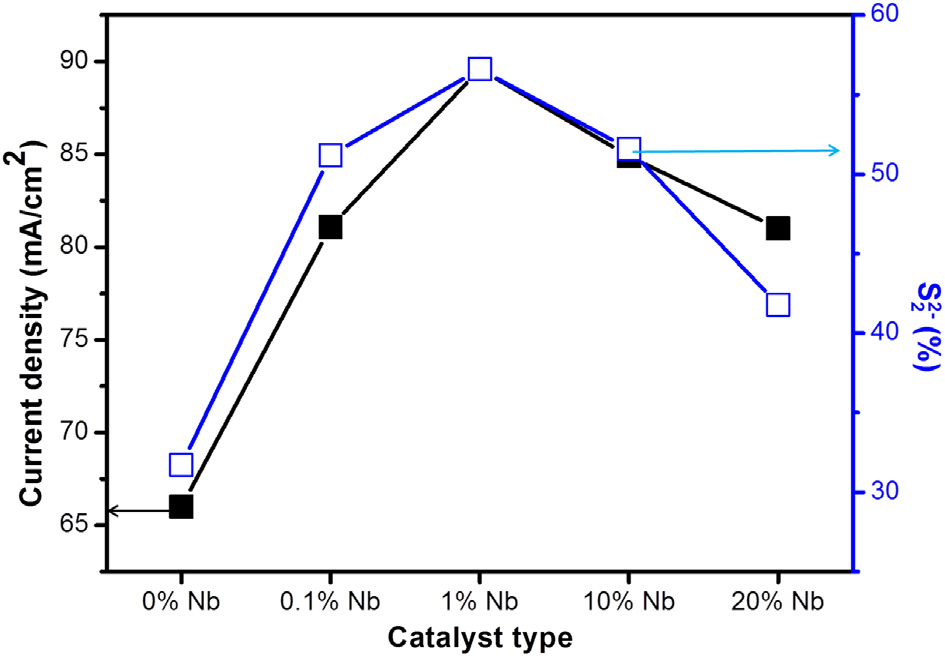 Current density (mA/cm²)
90
85
80
75
70
65
60
50
40
30
S₂²⁻ (%)
0% Nb
0.1% Nb
1% Nb
10% Nb
20% Nb
Catalyst type